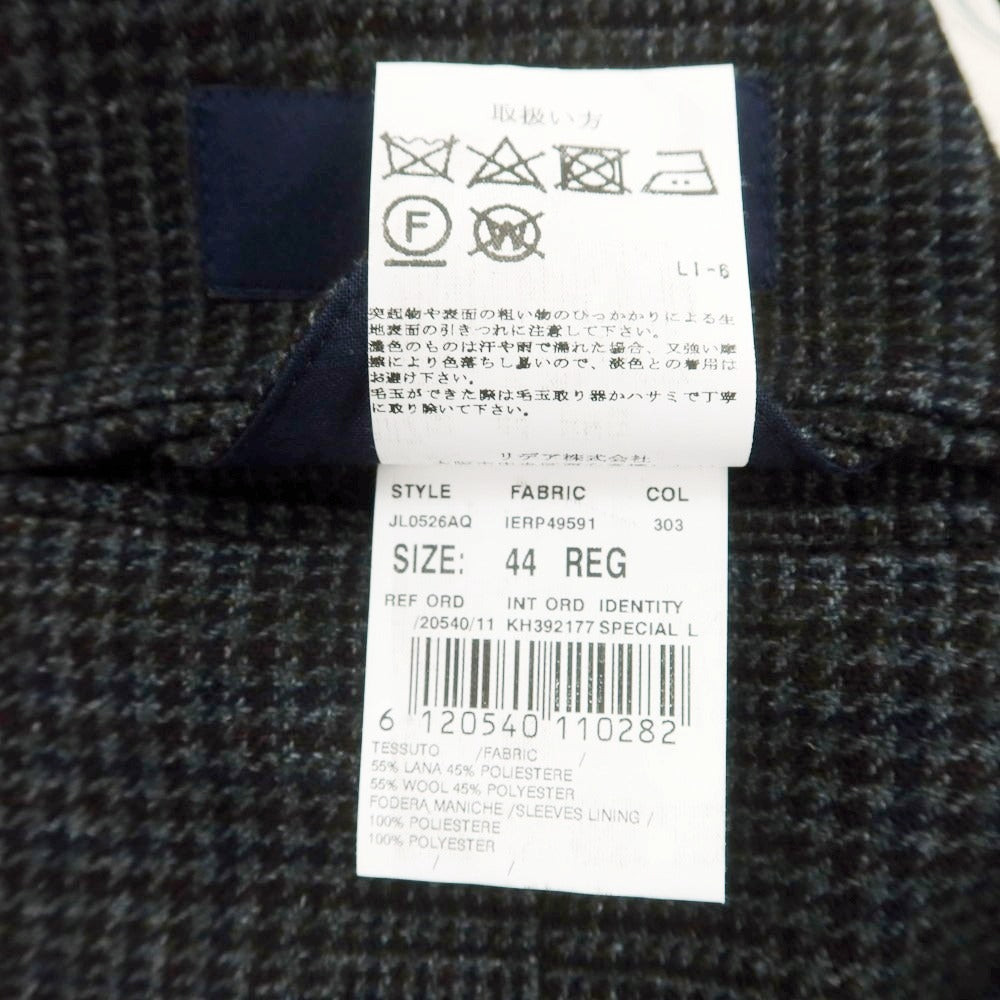 取扱い方
F W
LI-6
突起物や表面の粗い物のひっかかりによる生
地表面の引きつれに注意して下さい。
濃色のものは汗や雨で濡れた場合、又強い摩
擦により色落ちし易いので、淡色との着用は
お避け下さい。
毛玉ができた際は毛玉取り器かハサミで丁寧
に取り除いて下さい。
リデア株式会社
STYLE FABRIC COL
JL0526AQ IERP49591 303
SIZE: 44 REG
REF ORD INT ORD IDENTITY
/20540/11 KH392177 SPECIAL L
6 120540 110282
TESSUTO /FABRIC /
55% LANA 45% POLIESTERE
55% WOOL 45% POLYESTER
FODERA MANICHE /SLEEVES LINING /
100% POLIESTERE
100% POLYESTER
/ /